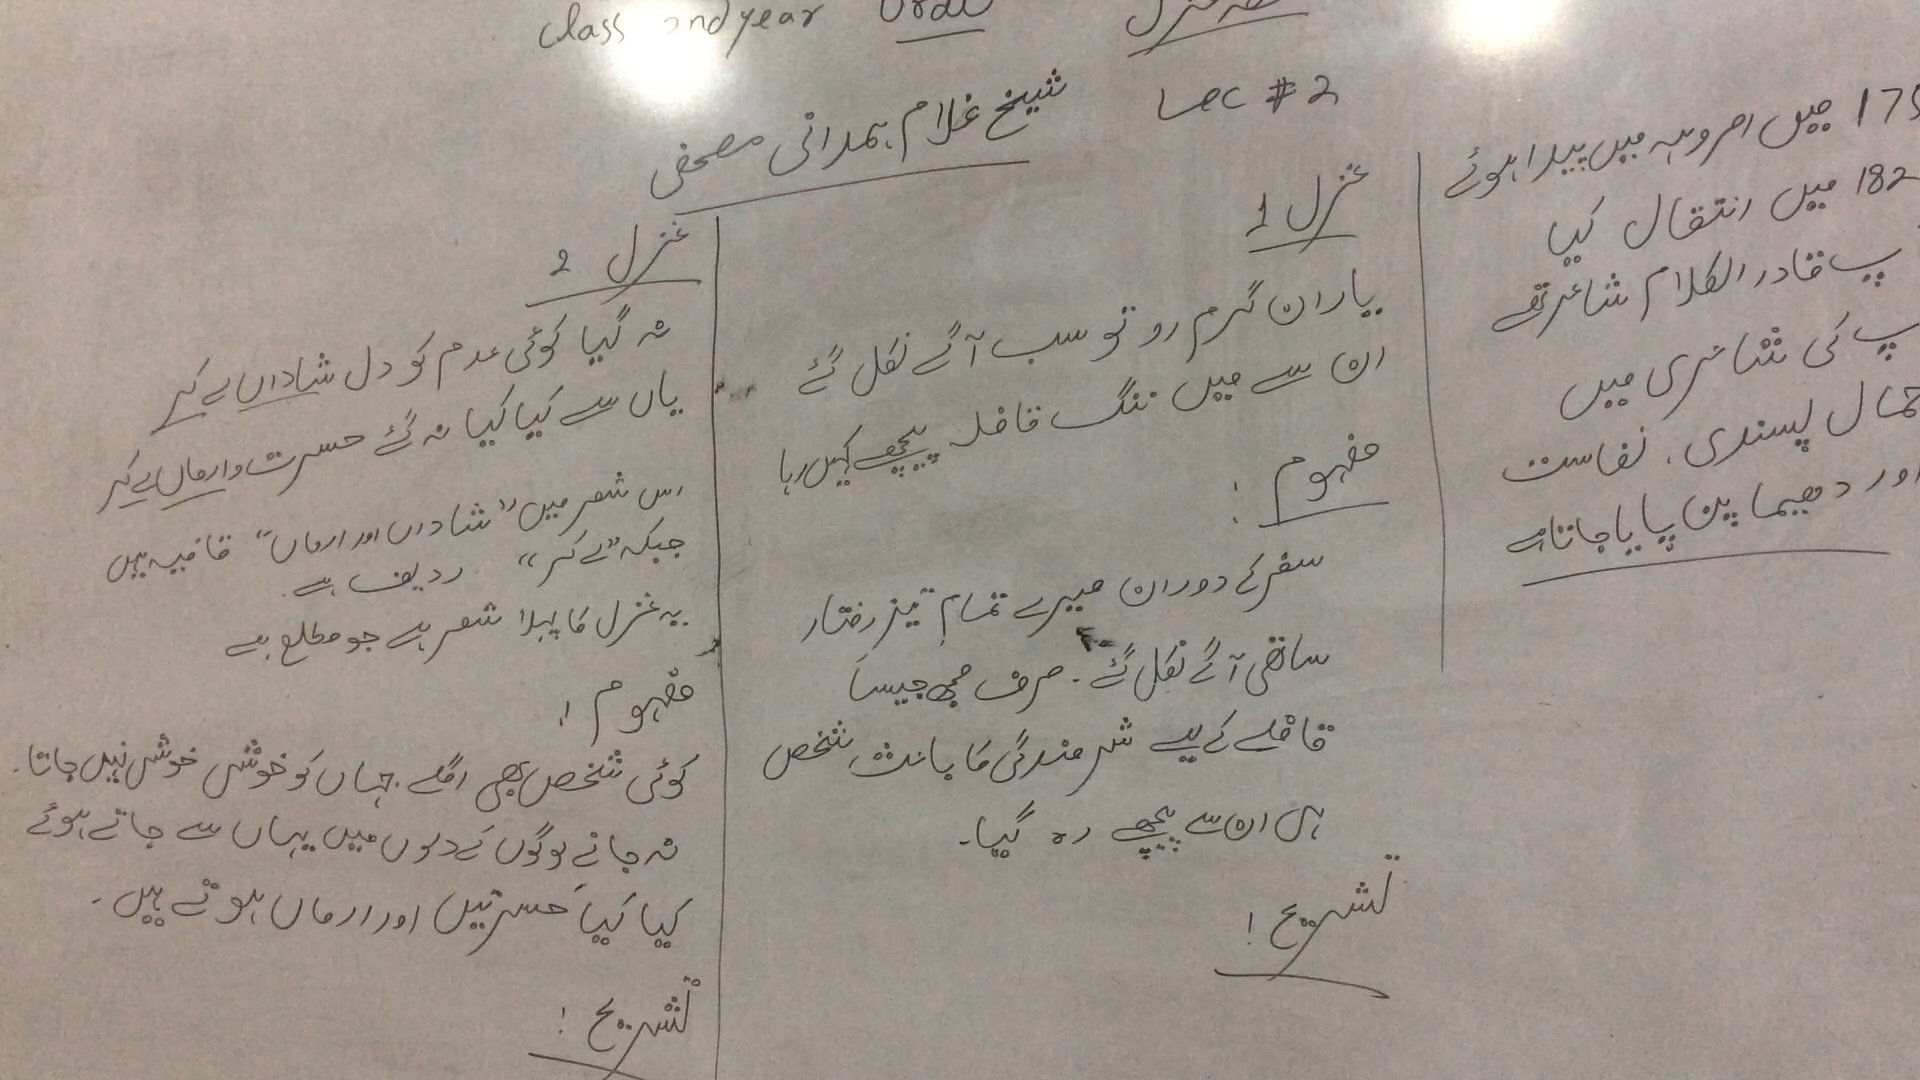 class 2nd year Urdu حصہ غزل
Lec # 2
شیخ غلام ہمدانی مصحفی
میں امروہہ میں پیدا ہوئے
میں انتقال کیا
پ قادر الکلام شاعر تھے
پ کی شاعری میں
جمال پسندی، نفاست
اور دھیما پن پایا جاتا ہے
غزل 1
یاران گرم رو تو سب آگے نکل گئے
ان سے میں ننگ قافلہ پیچھے کہیں رہا
مفہوم :
سفر کے دوران میرے تمام تیز رفتار
ساتھی آگے نکل گئے۔ صرف مجھ جیسا
قافلے کے لیے شرمندگی کا باعث شخص
ہی ان سے پیچھے رہ گیا۔
تشریح !
غزل 2
نہ گیا کوئی عدم کو دل شاداں لے کر
یاں سے کیا کیا نہ گئے حسرت و ارماں لے کر
اس شعر میں "شاداں اور ارماں" قافیہ ہیں
جبکہ "لے کر" ردیف ہے۔
یہ غزل کا پہلا شعر ہے جو مطلع ہے
مفہوم !
کوئی شخص بھی اگلے جہاں کو خوشی خوشی نہیں جاتا۔
نہ جانے لوگوں کے دلوں میں یہاں سے جاتے ہوئے
کیا کیا حسرتیں اور ارماں ہوتے ہیں۔
تشریح !